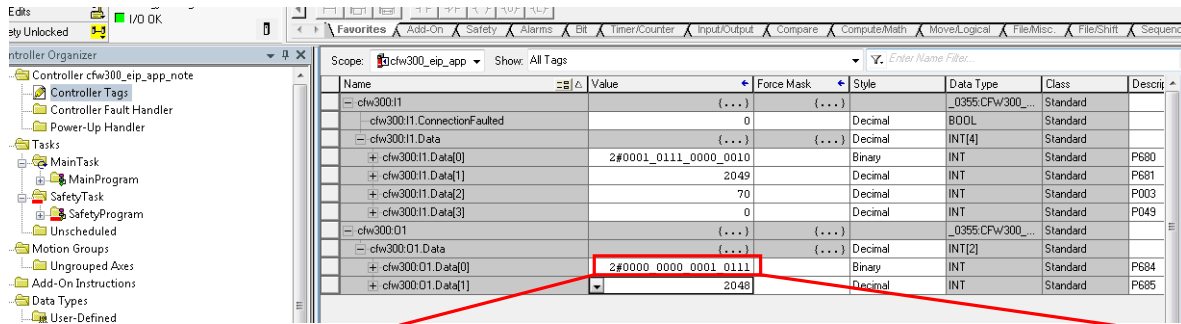 Edits
I/O OK
ety Unlocked
Favorites Add-On Safety Alarms Bit Timer/Counter Input/Output Compare Compute/Math Move/Logical File/Misc. File/Shift Sequenc
ntroller Organizer
Scope: cfw300_eip_app Show: All Tags Enter Name Filter...
Controller cfw300_eip_app_note
Controller Tags
Controller Fault Handler
Power-Up Handler
Tasks
MainTask
MainProgram
SafetyTask
SafetyProgram
Unscheduled
Motion Groups
Ungrouped Axes
Add-On Instructions
Data Types
User-Defined
Name Value Force Mask Style Data Type Class Descrip
cfw300:I1 {...} {...} _0355:CFW300_... Standard
cfw300:I1.ConnectionFaulted 0 Decimal BOOL Standard
cfw300:I1.Data {...} {...} Decimal INT[4] Standard
cfw300:I1.Data[0] 2#0001_0111_0000_0010 Binary INT Standard P680
cfw300:I1.Data[1] 2049 Decimal INT Standard P681
cfw300:I1.Data[2] 70 Decimal INT Standard P003
cfw300:I1.Data[3] 0 Decimal INT Standard P049
cfw300:O1 {...} {...} _0355:CFW300_... Standard
cfw300:O1.Data {...} {...} Decimal INT[2] Standard
cfw300:O1.Data[0] 2#0000_0000_0001_0111 Binary INT Standard P684
cfw300:O1.Data[1] 2048 Decimal INT Standard P685